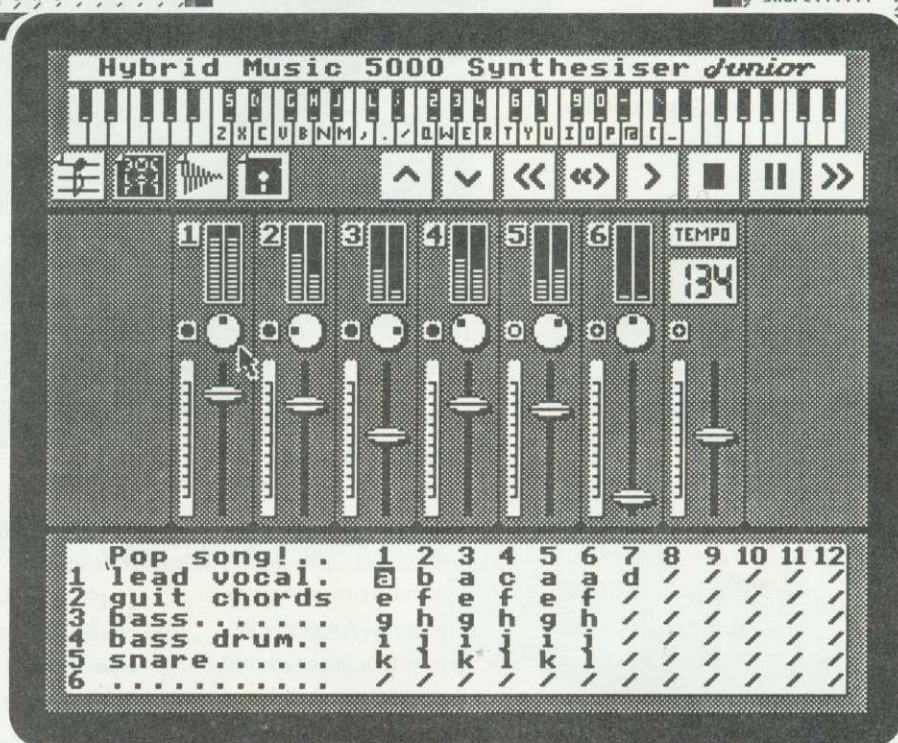 snare......
Hybrid Music 5000 Synthesiser Junior
S D G H J L ; 2 3 4 6 7 9 0 -
Z X C V B N M , . / Q W E R T Y U I O P @ [ _
1 2 3 4 5 6 TEMPO
134
Pop song!.. 1 2 3 4 5 6 7 8 9 10 11 12
1 lead vocal. a b a c a a d / / / / /
2 guit chords e f e f e f / / / / / /
3 bass....... g h g h g h / / / / / /
4 bass drum.. i j i j i j / / / / / /
5 snare...... k l k l k l / / / / / /
6 ........... / / / / / / / / / / / /